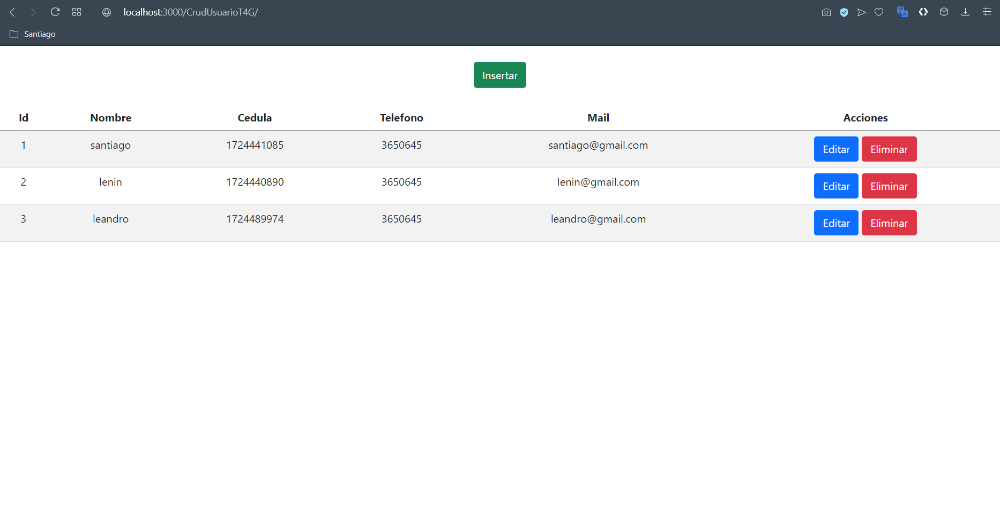 localhost:3000/CrudUsuarioT4G/
Santiago
Insertar
Id Nombre Cedula Telefono Mail Acciones
1 santiago 1724441085 3650645 santiago@gmail.com Editar Eliminar
2 lenin 1724440890 3650645 lenin@gmail.com Editar Eliminar
3 leandro 1724489974 3650645 leandro@gmail.com Editar Eliminar